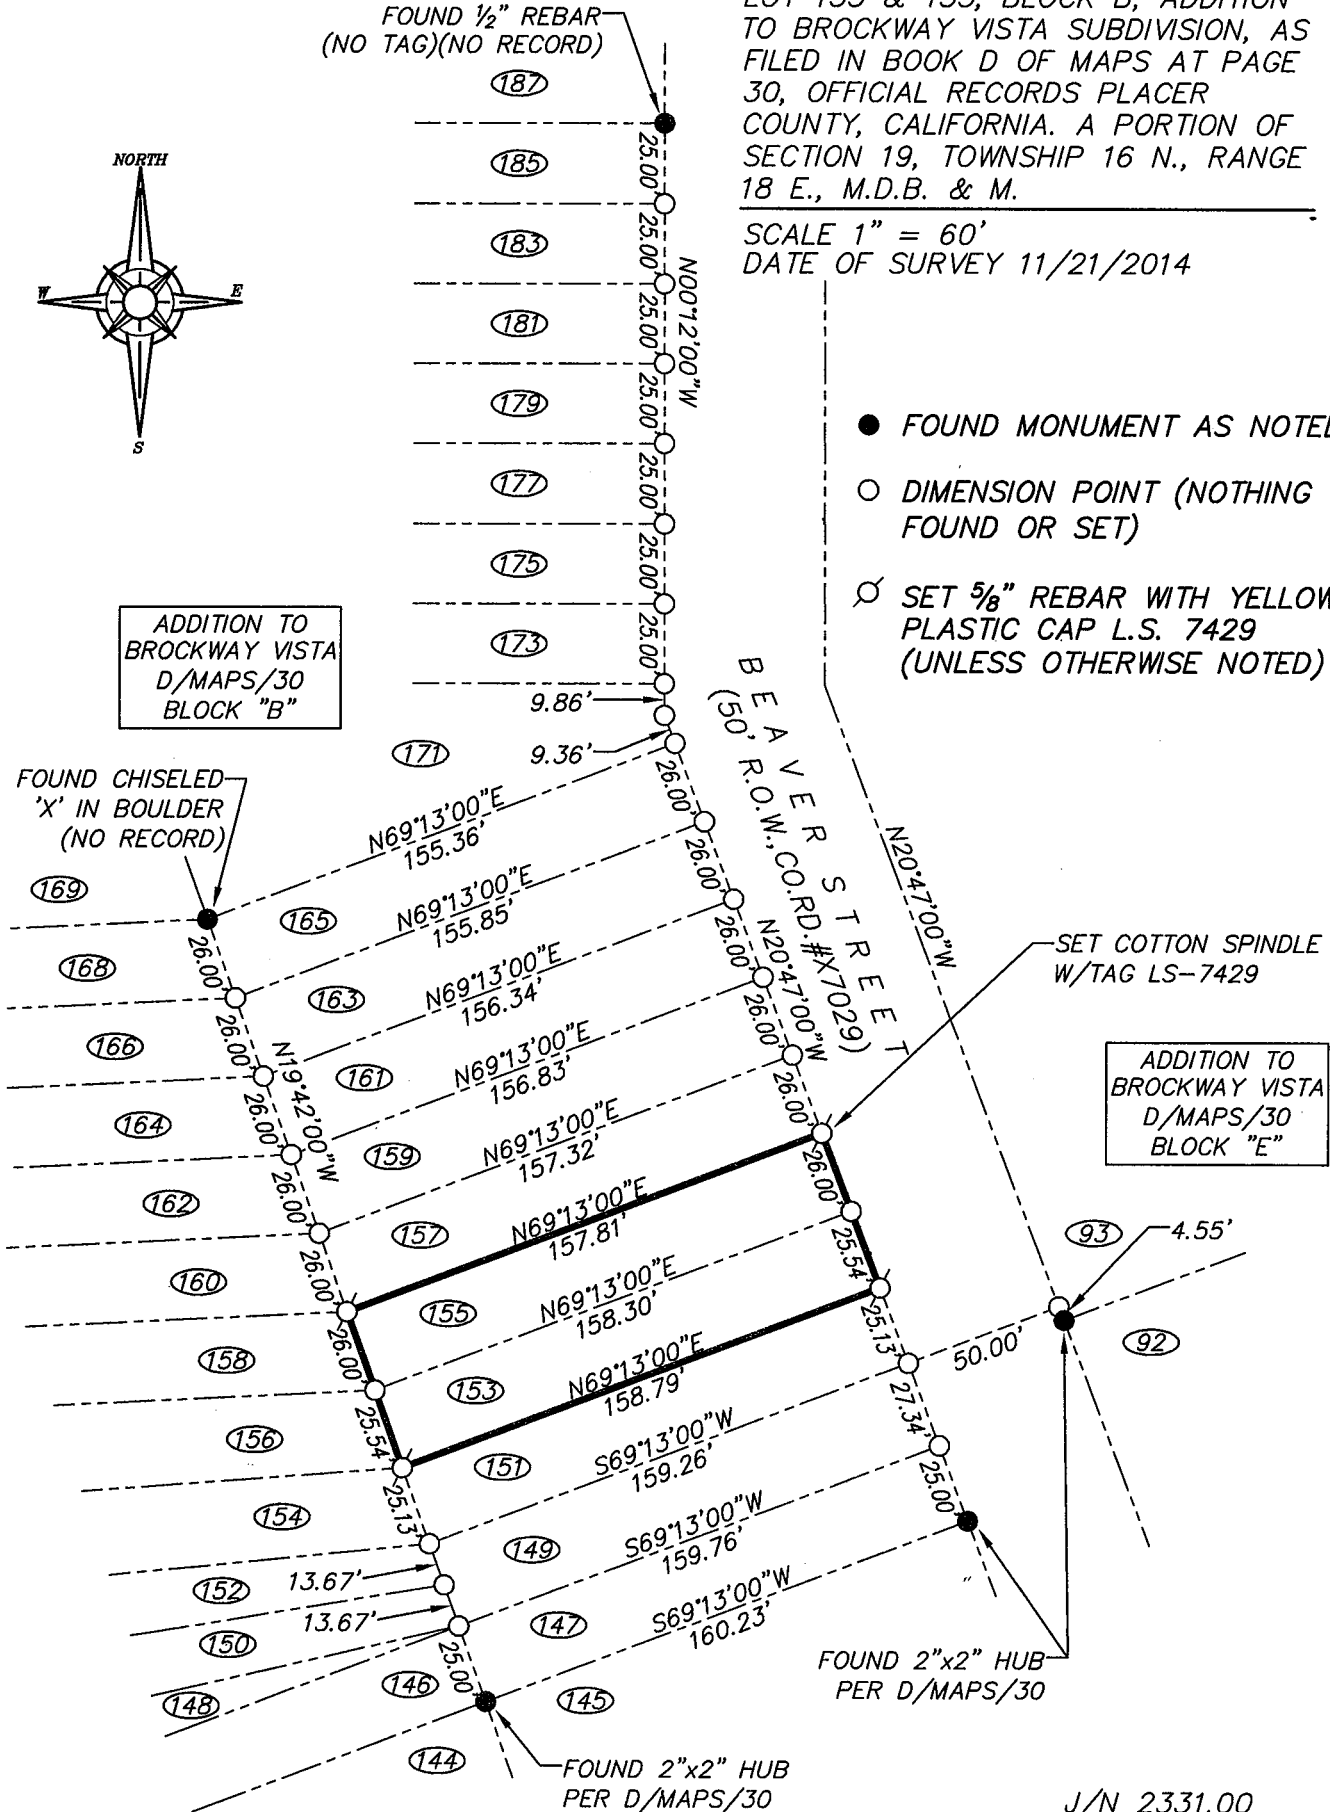 FOUND ½" REBAR
(NO TAG)(NO RECORD)
TO BROCKWAY VISTA SUBDIVISION, AS
FILED IN BOOK D OF MAPS AT PAGE
30, OFFICIAL RECORDS PLACER
COUNTY, CALIFORNIA. A PORTION OF
SECTION 19, TOWNSHIP 16 N., RANGE
18 E., M.D.B. & M.
SCALE 1" = 60'
DATE OF SURVEY 11/21/2014
NORTH
W
E
S
187
185
183
181
179
177
175
173
171
25.00'
25.00'
25.00'
25.00'
25.00'
25.00'
25.00'
N00°12'00"W
9.86'
9.36'
● FOUND MONUMENT AS NOTED
○ DIMENSION POINT (NOTHING
FOUND OR SET)
SET ⅝" REBAR WITH YELLOW
PLASTIC CAP L.S. 7429
(UNLESS OTHERWISE NOTED)
ADDITION TO
BROCKWAY VISTA
D/MAPS/30
BLOCK "B"
BEAVER STREET
(50' R.O.W., CO.RD.#X7029)
N20°47'00"W
N20°47'00"W
FOUND CHISELED
'X' IN BOULDER
(NO RECORD)
SET COTTON SPINDLE
W/TAG LS-7429
ADDITION TO
BROCKWAY VISTA
D/MAPS/30
BLOCK "E"
169
168
166
164
162
160
158
156
154
152
150
148
146
144
165
163
161
159
157
155
153
151
149
147
145
93
92
4.55'
50.00'
N69°13'00"E
155.36'
N69°13'00"E
155.85'
N69°13'00"E
156.34'
N69°13'00"E
156.83'
N69°13'00"E
157.32'
N69°13'00"E
157.81'
N69°13'00"E
158.30'
N69°13'00"E
158.79'
S69°13'00"W
159.26'
S69°13'00"W
159.76'
S69°13'00"W
160.23'
N19°42'00"W
26.00'
26.00'
26.00'
26.00'
26.00'
26.00'
25.54'
25.13'
13.67'
13.67'
25.00'
26.00'
26.00'
26.00'
26.00'
26.00'
26.00'
25.54'
25.13'
27.34'
25.00'
FOUND 2"x2" HUB
PER D/MAPS/30
FOUND 2"x2" HUB
PER D/MAPS/30
J/N 2331.00